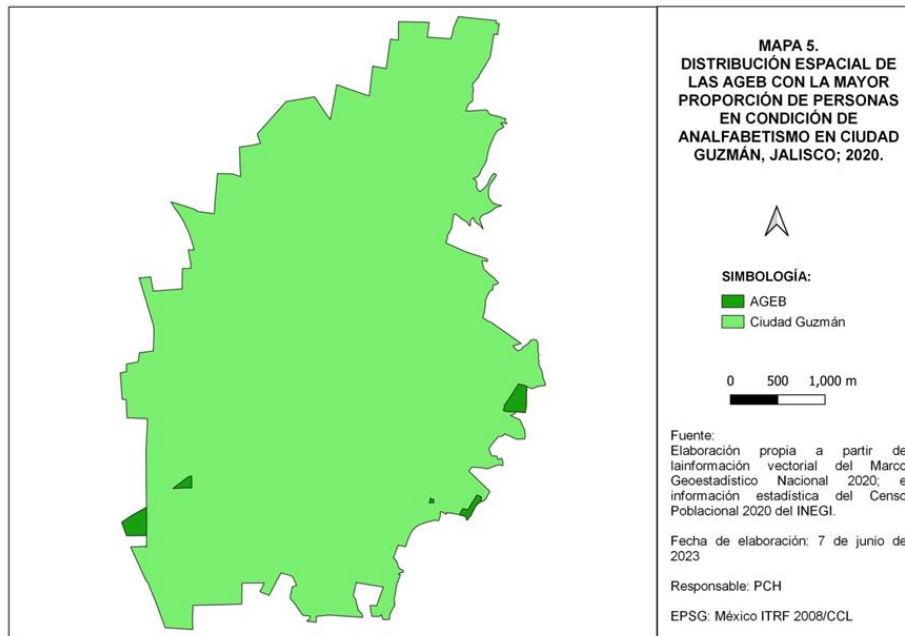 MAPA 5.
DISTRIBUCIÓN ESPACIAL DE
LAS AGEB CON LA MAYOR
PROPORCIÓN DE PERSONAS
EN CONDICIÓN DE
ANALFABETISMO EN CIUDAD
GUZMÁN, JALISCO; 2020.
SIMBOLOGÍA:
AGEB
Ciudad Guzmán
0 500 1,000 m
Fuente:
Elaboración propia a partir de
lainformación vectorial del Marco
Geoestadístico Nacional 2020; e
información estadística del Censo
Poblacional 2020 del INEGI.
Fecha de elaboración: 7 de junio de
2023
Responsable: PCH
EPSG: México ITRF 2008/CCL